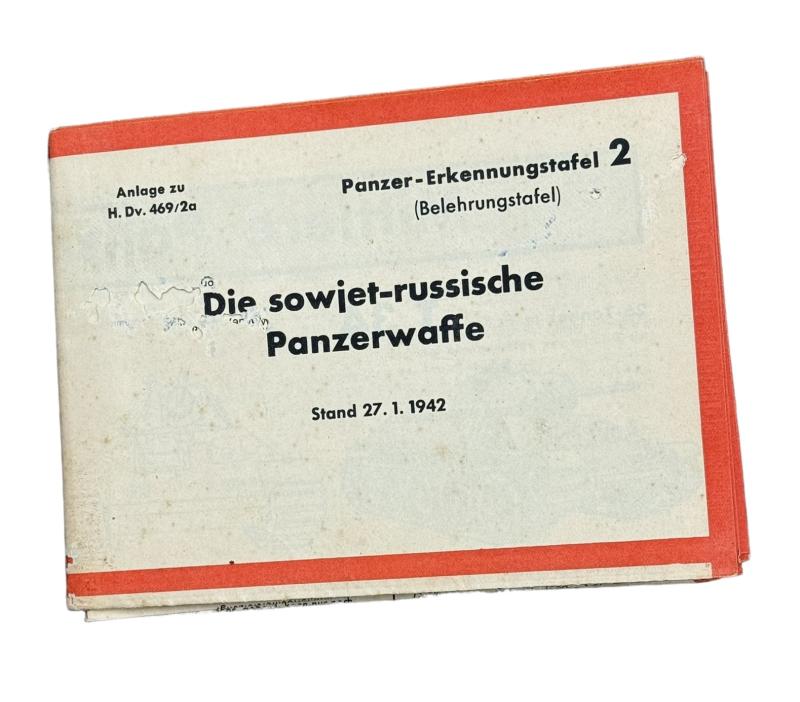 Anlage zu
H. Dv. 469/2a
Panzer-Erkennungstafel 2
(Belehrungstafel)
Die sowjet-russische
Panzerwaffe
Stand 27. 1. 1942